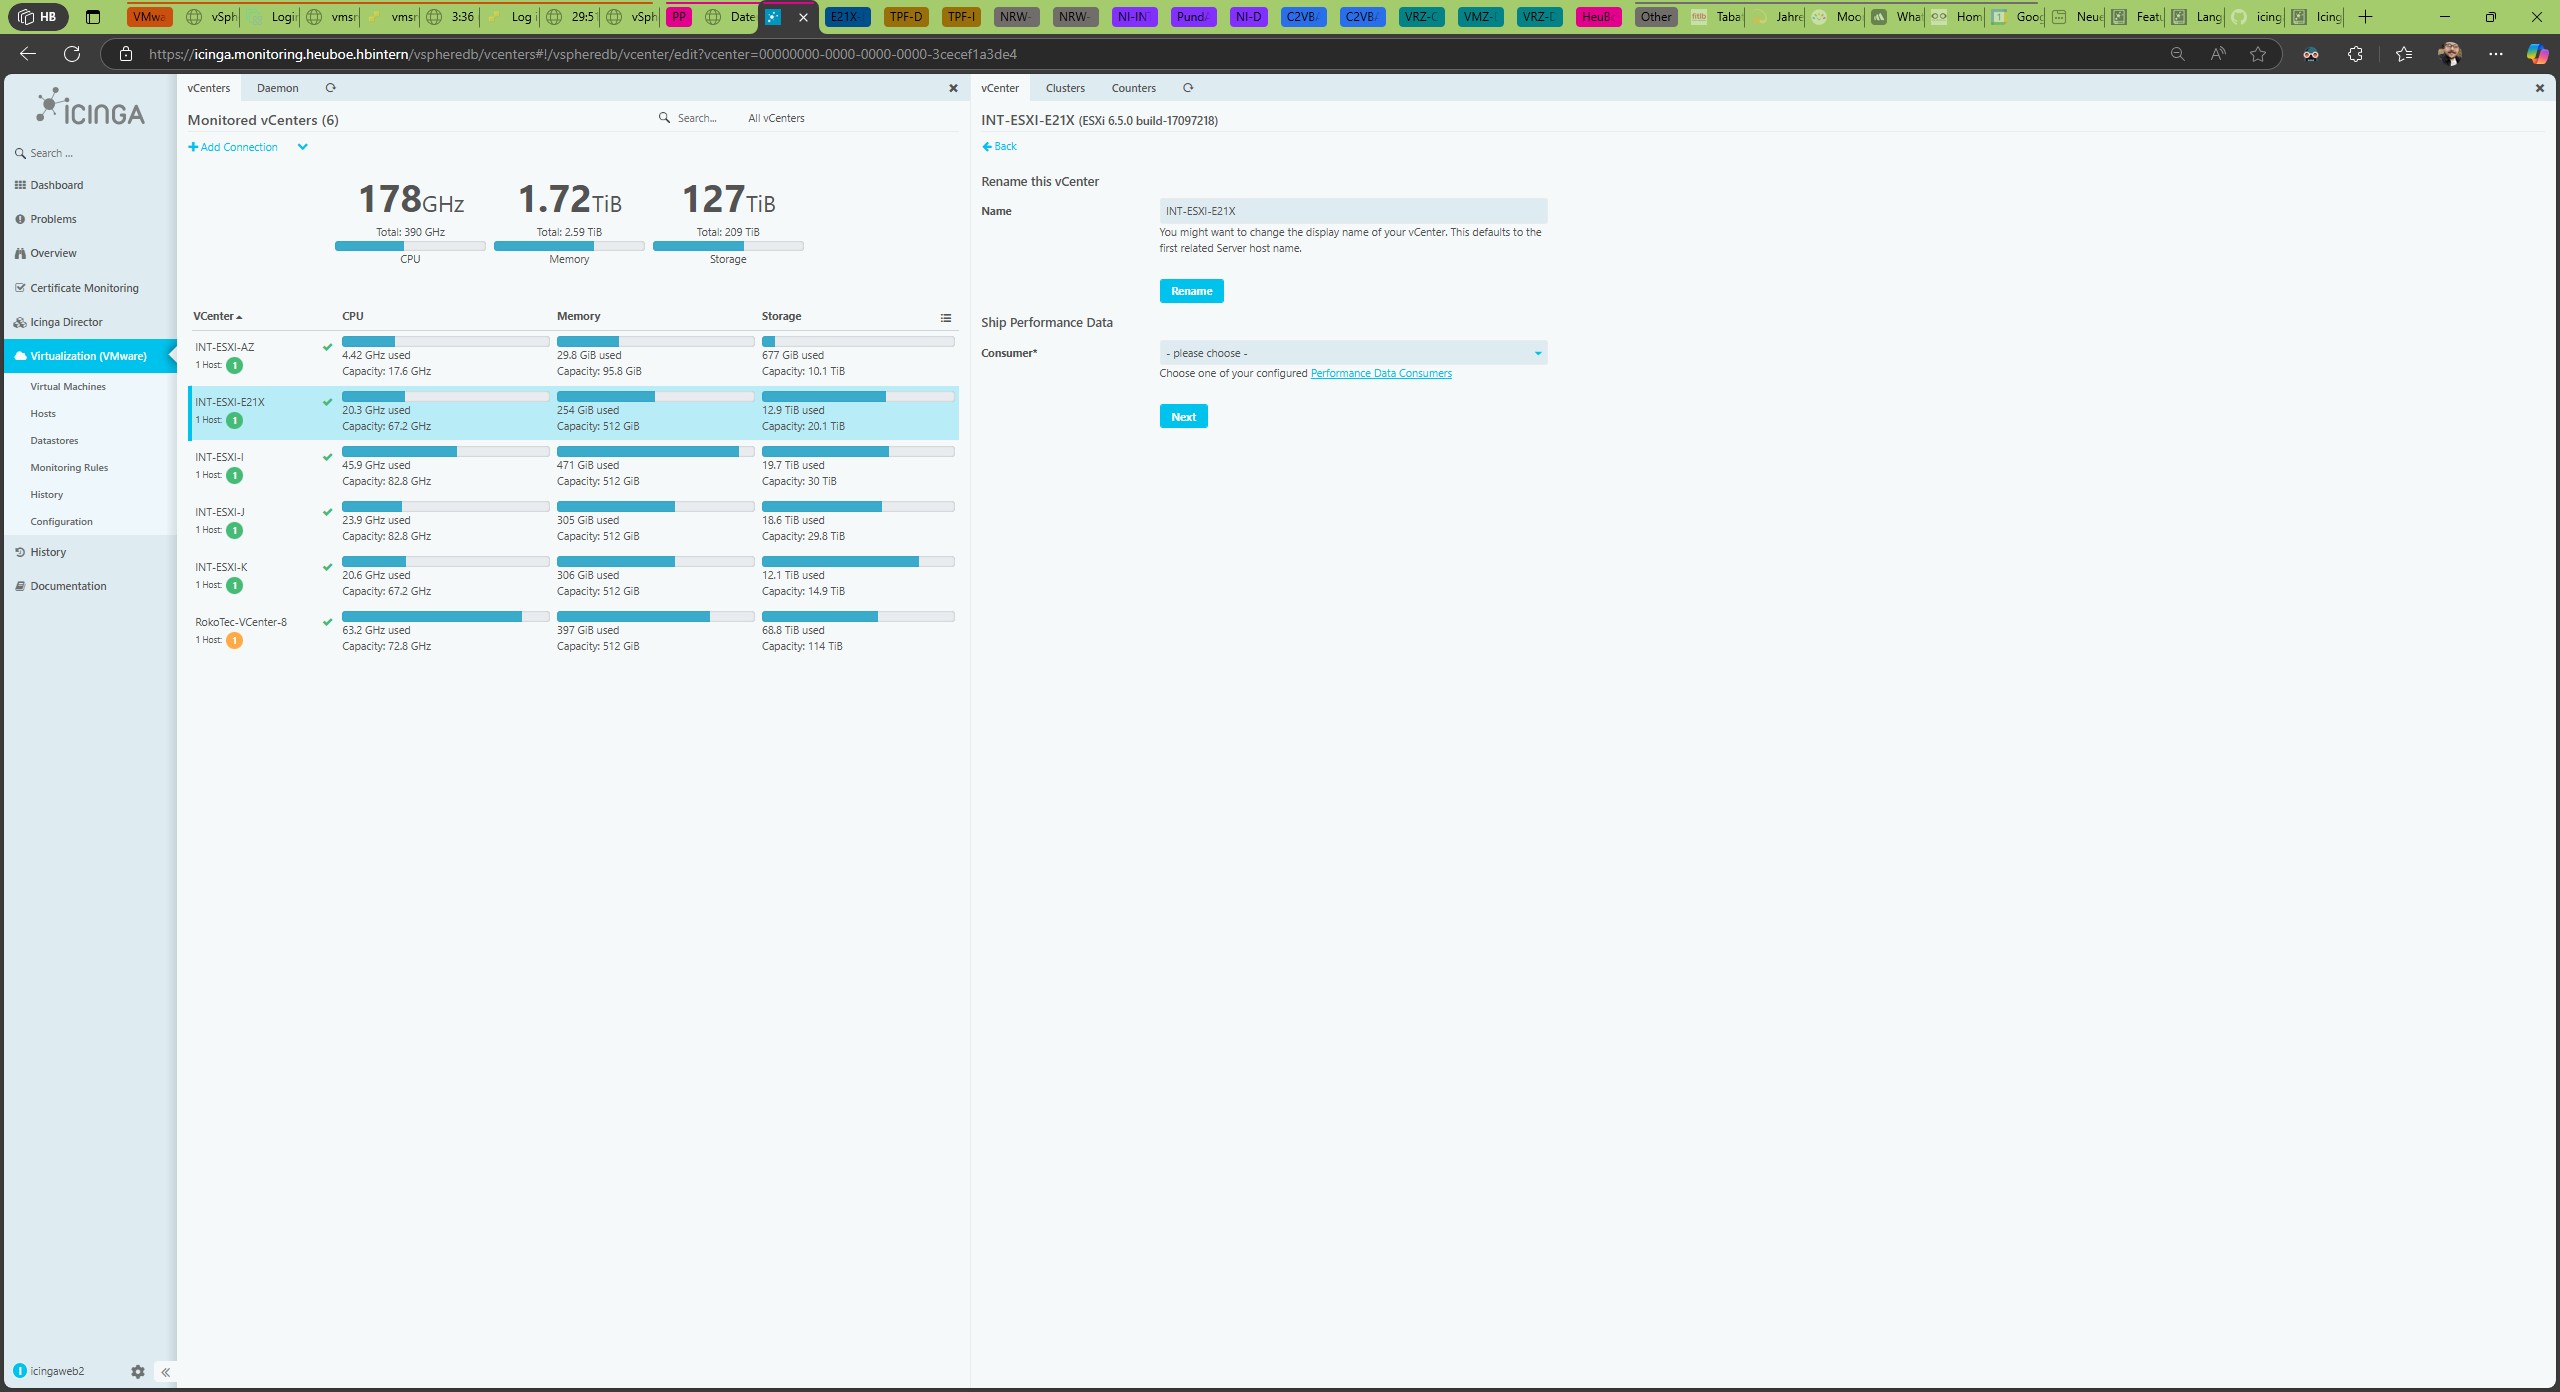 HB
VMwa
vSph
Login
vmsr
vmsr
3:36
Log i
29:51
vSph
PP
Date
E21X-
TPF-D
TPF-I
NRW-
NRW-
NI-INT
PundA
NI-D
C2VBA
C2VBA
VRZ-C
VMZ-
VRZ-D
HeuBo
Other
Taba
Jahre
Moo
What
Hom
Goog
Neue
Featu
Lang
icing
Icing
https://icinga.monitoring.heuboe.hbintern/vspheredb/vcenters#!/vspheredb/vcenter/edit?vcenter=00000000-0000-0000-0000-3cecef1a3de4
ICINGA
Search ...
Dashboard
Problems
Overview
Certificate Monitoring
Icinga Director
Virtualization (VMware)
Virtual Machines
Hosts
Datastores
Monitoring Rules
History
Configuration
History
Documentation
icingaweb2
vCenters Daemon
Monitored vCenters (6)
Search... All vCenters
Add Connection
178GHz 1.72TiB 127TiB
Total: 390 GHz Total: 2.59 TiB Total: 209 TiB
CPU Memory Storage
VCenter CPU Memory Storage
INT-ESXI-AZ
1 Host: 1
4.42 GHz used 29.8 GiB used 677 GiB used
Capacity: 17.6 GHz Capacity: 95.8 GiB Capacity: 10.1 TiB
INT-ESXI-E21X
1 Host: 1
20.3 GHz used 254 GiB used 12.9 TiB used
Capacity: 67.2 GHz Capacity: 512 GiB Capacity: 20.1 TiB
INT-ESXI-I
1 Host: 1
45.9 GHz used 471 GiB used 19.7 TiB used
Capacity: 82.8 GHz Capacity: 512 GiB Capacity: 30 TiB
INT-ESXI-J
1 Host: 1
23.9 GHz used 305 GiB used 18.6 TiB used
Capacity: 82.8 GHz Capacity: 512 GiB Capacity: 29.8 TiB
INT-ESXI-K
1 Host: 1
20.6 GHz used 306 GiB used 12.1 TiB used
Capacity: 67.2 GHz Capacity: 512 GiB Capacity: 14.9 TiB
RokoTec-VCenter-8
1 Host: 1
63.2 GHz used 397 GiB used 68.8 TiB used
Capacity: 72.8 GHz Capacity: 512 GiB Capacity: 114 TiB
vCenter Clusters Counters
INT-ESXI-E21X (ESXi 6.5.0 build-17097218)
Back
Rename this vCenter
Name INT-ESXI-E21X
You might want to change the display name of your vCenter. This defaults to the
first related Server host name.
Rename
Ship Performance Data
Consumer* - please choose -
Choose one of your configured Performance Data Consumers
Next